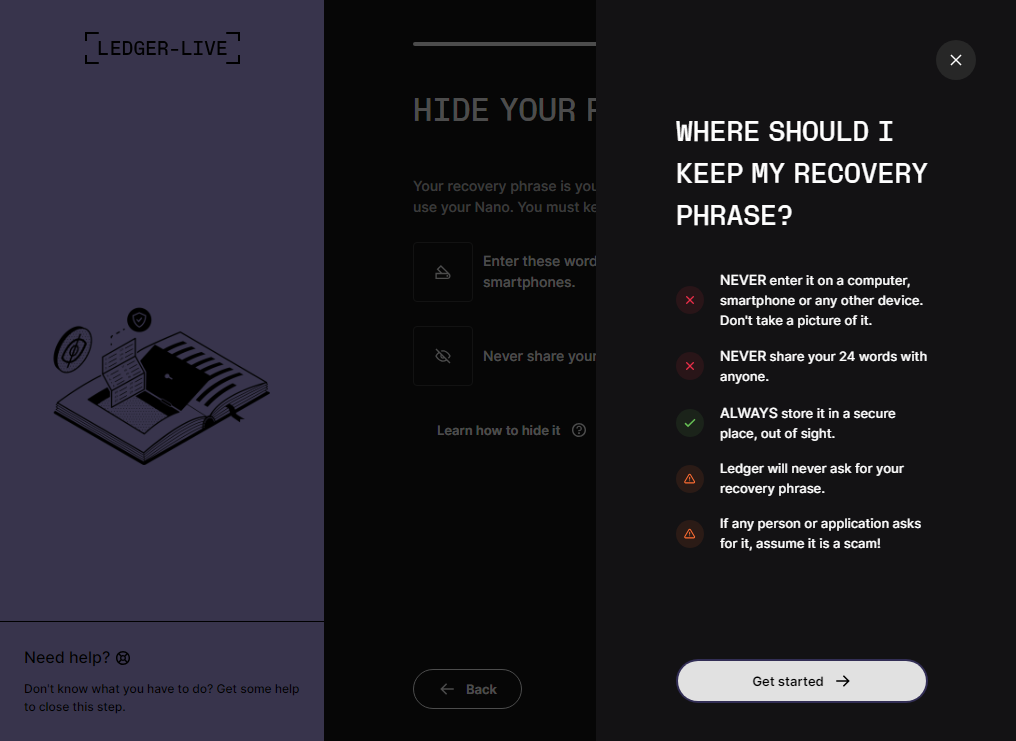 LEDGER-LIVE
Need help?
Don't know what you have to do? Get some help
to close this step.
HIDE YOUR
Your recovery phrase is
use your Nano. You must
Enter these
smartphones.
Never share your
Learn how to hide it
Back
WHERE SHOULD I
KEEP MY RECOVERY
PHRASE?
NEVER enter it on a computer,
smartphone or any other device.
Don't take a picture of it.
NEVER share your 24 words with
anyone.
ALWAYS store it in a secure
place, out of sight.
Ledger will never ask for your
recovery phrase.
If any person or application asks
for it, assume it is a scam!
Get started